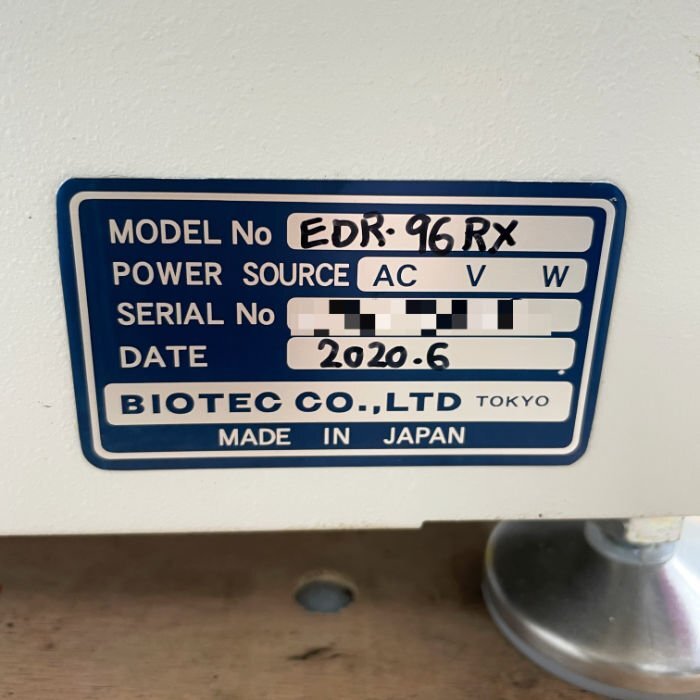 MODEL No EDR-96RX
POWER SOURCE AC V W
SERIAL No
DATE 2020.6
BIOTEC CO.,LTD TOKYO
MADE IN JAPAN